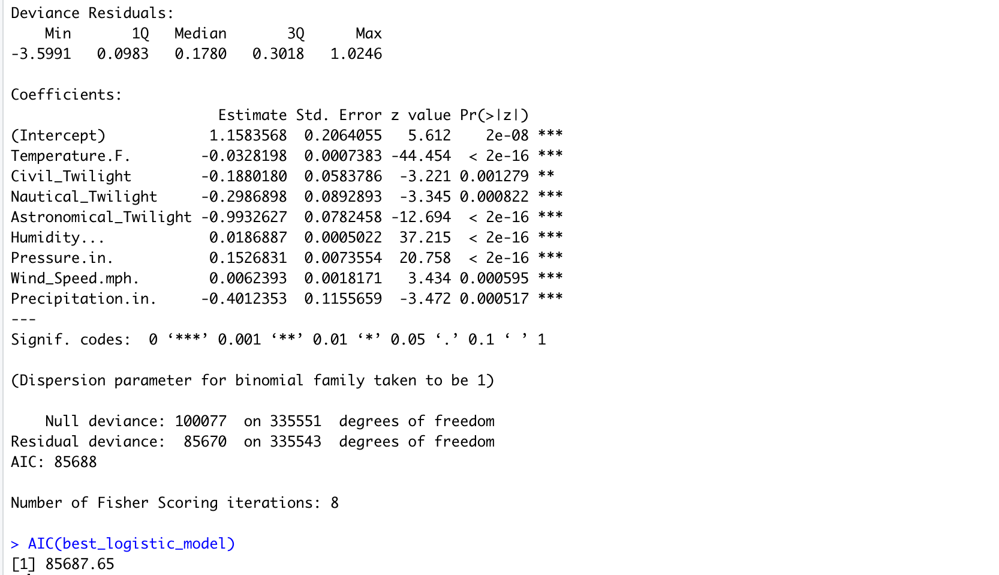 Deviance Residuals:
    Min       1Q   Median       3Q      Max
-3.5991   0.0983   0.1780   0.3018   1.0246

Coefficients:
                        Estimate Std. Error z value Pr(>|z|)
(Intercept)            1.1583568  0.2064055   5.612    2e-08 ***
Temperature.F.        -0.0328198  0.0007383 -44.454  < 2e-16 ***
Civil_Twilight        -0.1880180  0.0583786  -3.221 0.001279 **
Nautical_Twilight     -0.2986898  0.0892893  -3.345 0.000822 ***
Astronomical_Twilight -0.9932627  0.0782458 -12.694  < 2e-16 ***
Humidity...            0.0186887  0.0005022  37.215  < 2e-16 ***
Pressure.in.           0.1526831  0.0073554  20.758  < 2e-16 ***
Wind_Speed.mph.        0.0062393  0.0018171   3.434 0.000595 ***
Precipitation.in.     -0.4012353  0.1155659  -3.472 0.000517 ***
---
Signif. codes:  0 ‘***’ 0.001 ‘**’ 0.01 ‘*’ 0.05 ‘.’ 0.1 ‘ ’ 1

(Dispersion parameter for binomial family taken to be 1)

    Null deviance: 100077  on 335551  degrees of freedom
Residual deviance:  85670  on 335543  degrees of freedom
AIC: 85688

Number of Fisher Scoring iterations: 8

> AIC(best_logistic_model)
[1] 85687.65